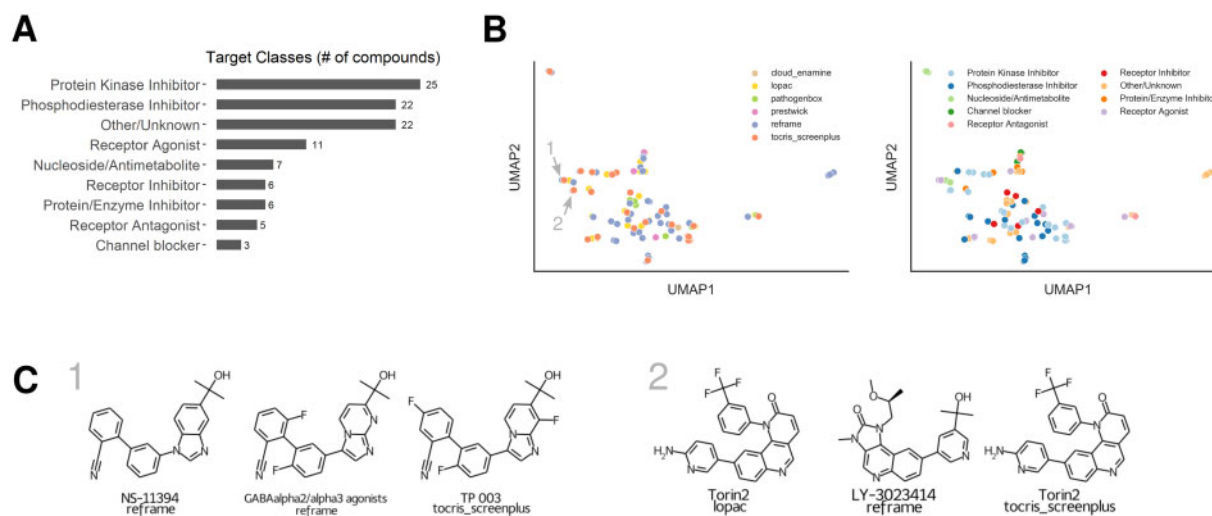 A
Target Classes (# of compounds)
Protein Kinase Inhibitor
25
Phosphodiesterase Inhibitor
22
Other/Unknown
22
Receptor Agonist
11
Nucleoside/Antimetabolite
7
Receptor Inhibitor
6
Protein/Enzyme Inhibitor
6
Receptor Antagonist
5
Channel blocker
3
B
cloud_enamine
lopac
pathogenbox
prestwick
reframe
tocris_screenplus
1
2
UMAP2
UMAP1
Protein Kinase Inhibitor
Phosphodiesterase Inhibitor
Nucleoside/Antimetabolite
Channel blocker
Receptor Antagonist
Receptor Inhibitor
Other/Unknown
Protein/Enzyme Inhibito
Receptor Agonist
UMAP2
UMAP1
C
1
OH
N
N
N
NS-11394
reframe
OH
F
N
N
N
N
F
GABAalpha2/alpha3 agonists
reframe
OH
F
F
N
N
N
F
TP 003
tocris_screenplus
2
F
F
F
O
N
H2N
N
N
Torin2
lopac
O
O
N
N
OH
N
N
LY-3023414
reframe
F
F
F
O
N
H2N
N
N
Torin2
tocris_screenplus